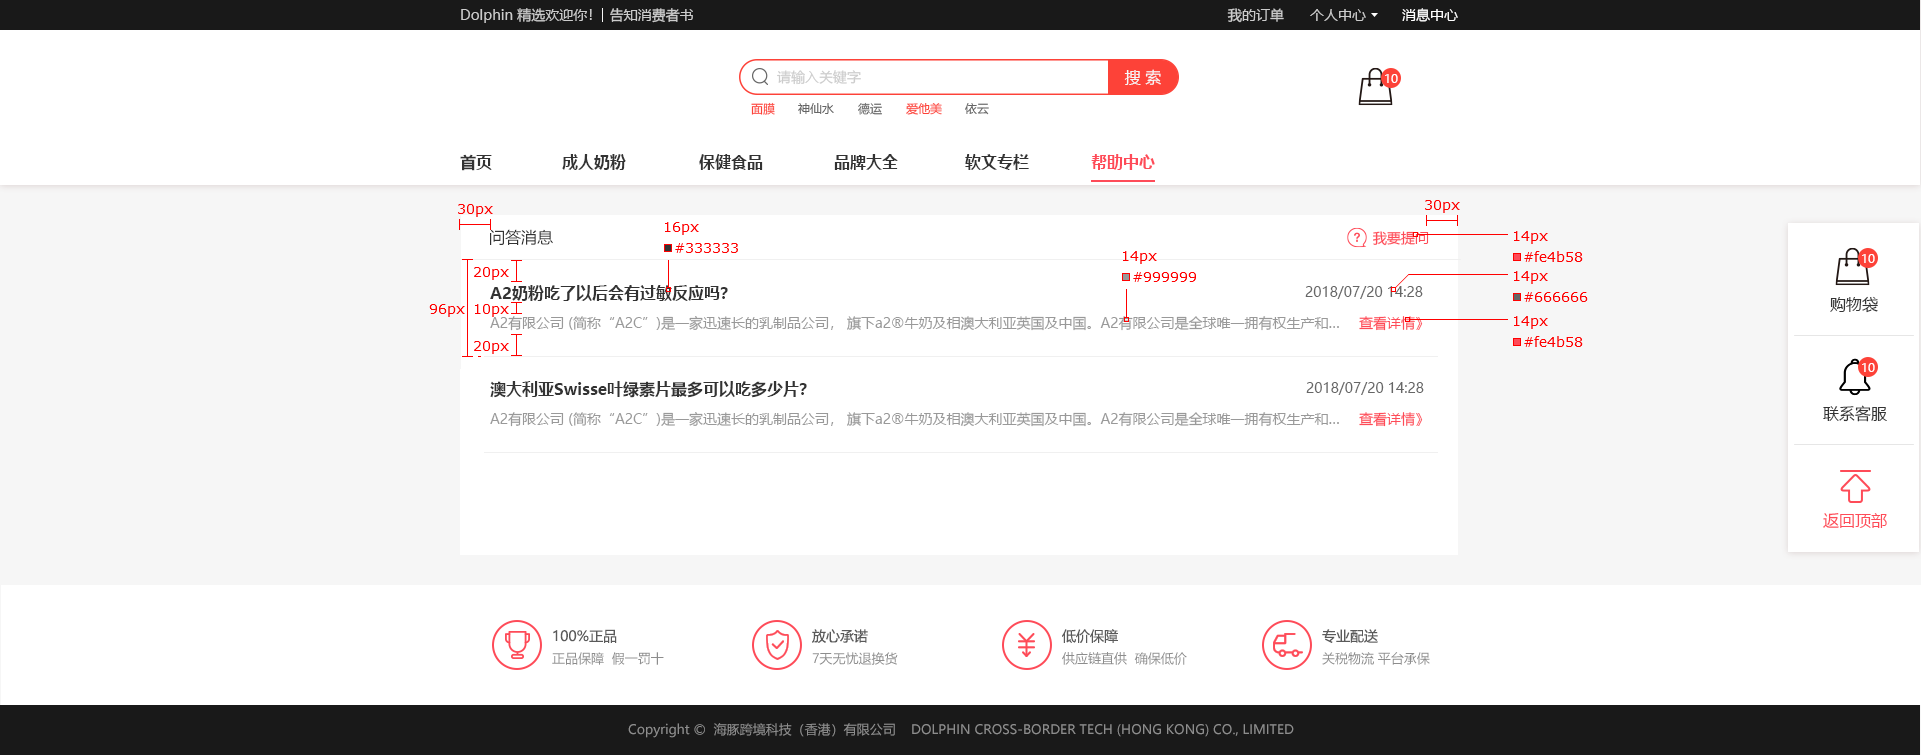 Dolphin 精选欢迎你！| 告知消费者书
我的订单 个人中心 消息中心
请输入关键字 搜 索
10
面膜 神仙水 德运 爱他美 依云
首页 成人奶粉 保健食品 品牌大全 软文专栏 帮助中心
30px
30px
16px
问答消息
#333333
我要提问
14px
14px
#fe4b58
20px
#999999
14px
A2奶粉吃了以后会有过敏反应吗?
2018/07/20 14:28
#666666
96px
10px
A2有限公司 (简称“A2C”)是一家迅速长的乳制品公司， 旗下a2®牛奶及相澳大利亚英国及中国。A2有限公司是全球唯一拥有权生产和... 查看详情》
14px
#fe4b58
20px
澳大利亚Swisse叶绿素片最多可以吃多少片?
2018/07/20 14:28
A2有限公司 (简称“A2C”)是一家迅速长的乳制品公司， 旗下a2®牛奶及相澳大利亚英国及中国。A2有限公司是全球唯一拥有权生产和... 查看详情》
10
购物袋
10
联系客服
返回顶部
100%正品
正品保障 假一罚十
放心承诺
7天无忧退换货
低价保障
供应链直供 确保低价
专业配送
关税物流 平台承保
Copyright © 海豚跨境科技（香港）有限公司 DOLPHIN CROSS-BORDER TECH (HONG KONG) CO., LIMITED